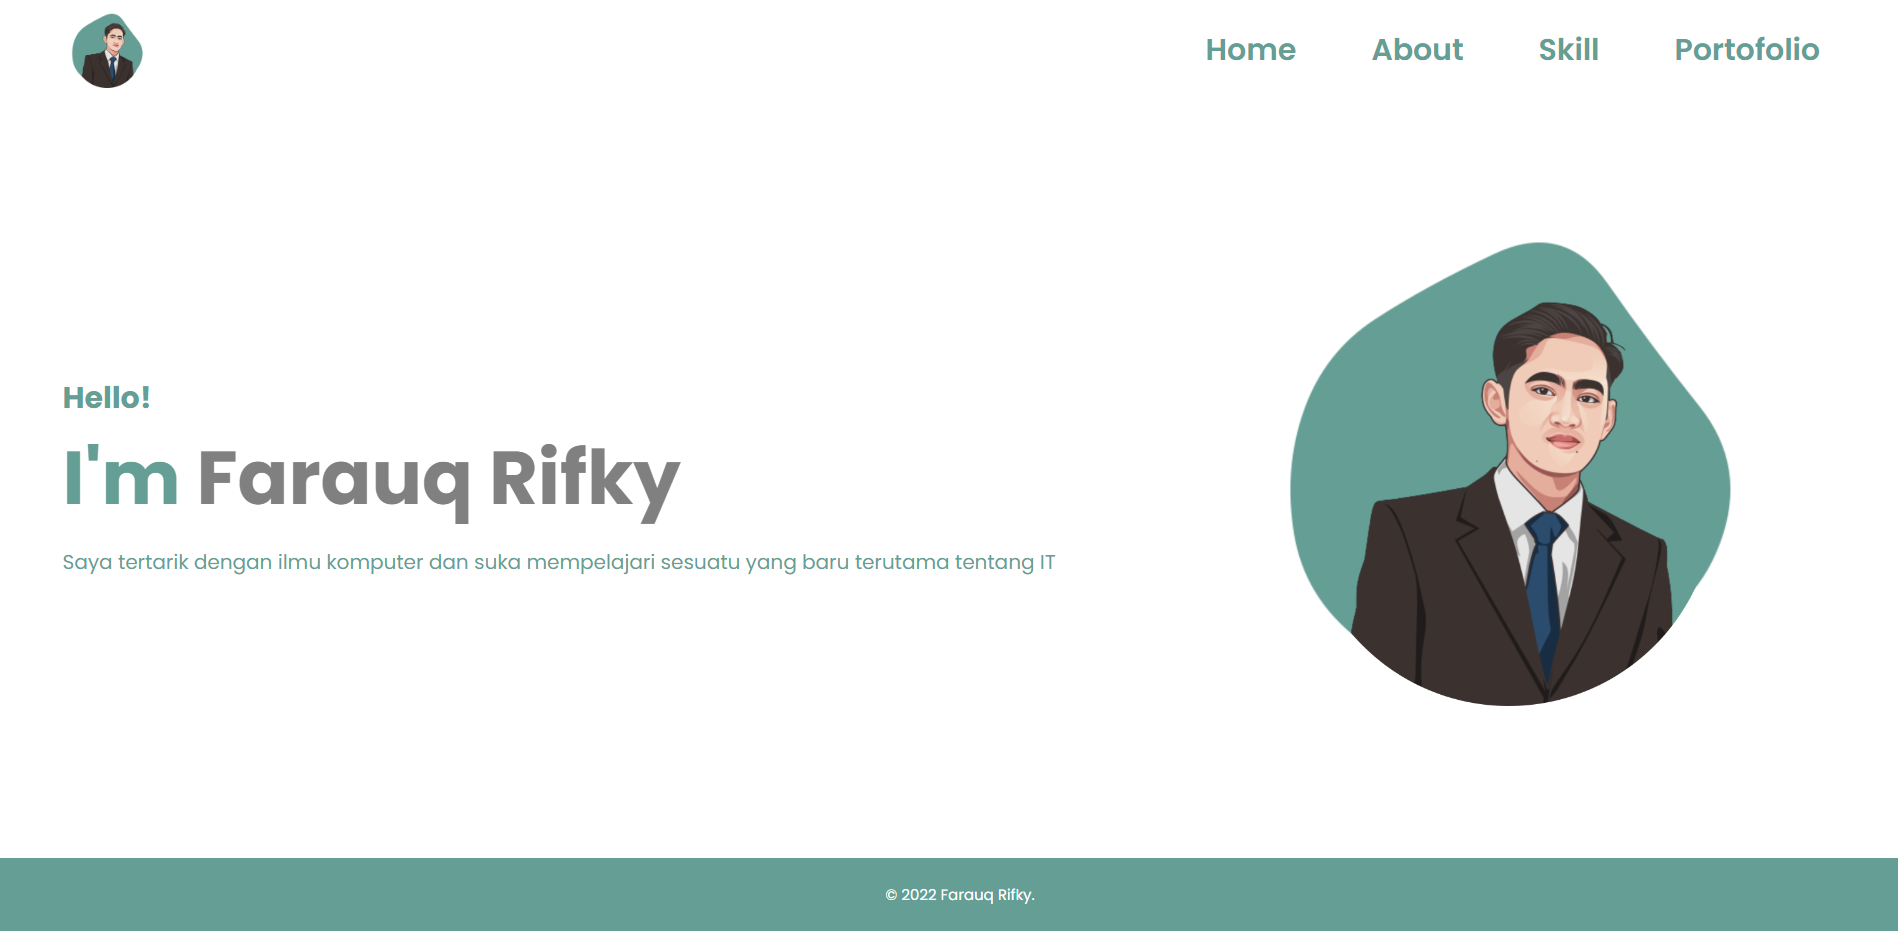 Home About Skill Portofolio
Hello!
I'm Farauq Rifky
Saya tertarik dengan ilmu komputer dan suka mempelajari sesuatu yang baru terutama tentang IT
© 2022 Farauq Rifky.